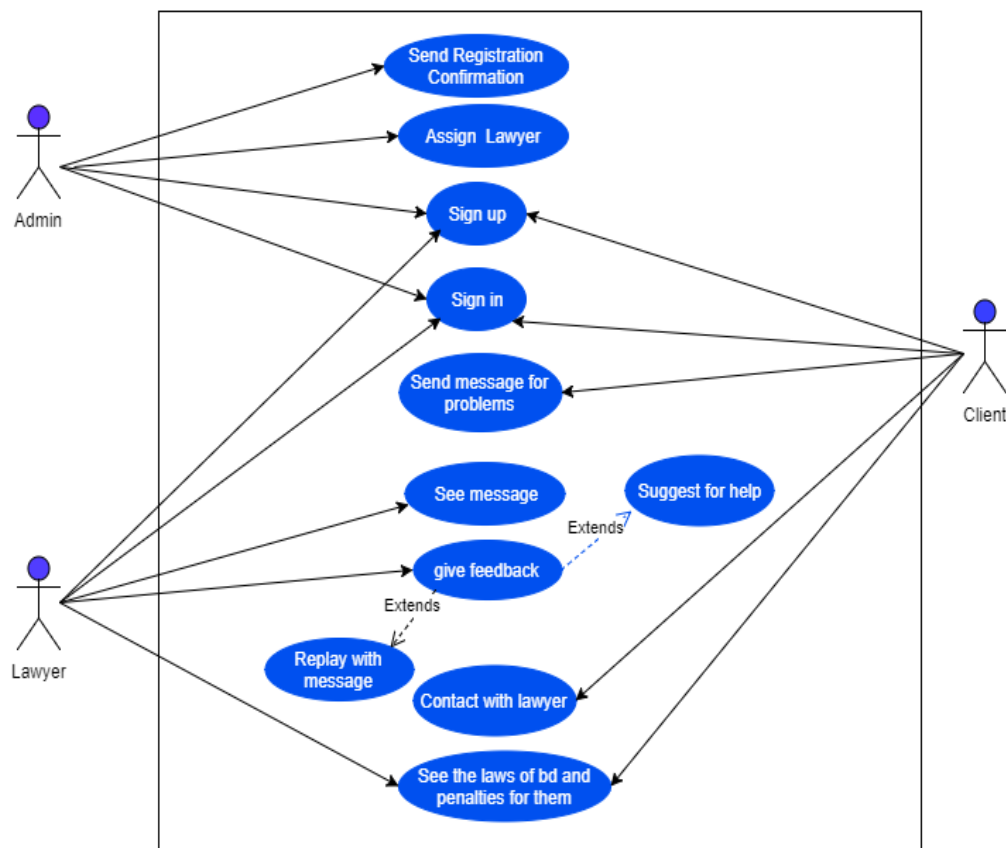 Send Registration
Confirmation
Assign Lawyer
Admin
Sign up
Sign in
Send message for
problems
Client
See message
Suggest for help
Extends
give feedback
Extends
Lawyer
Replay with
message
Contact with lawyer
See the laws of bd and
penalties for them